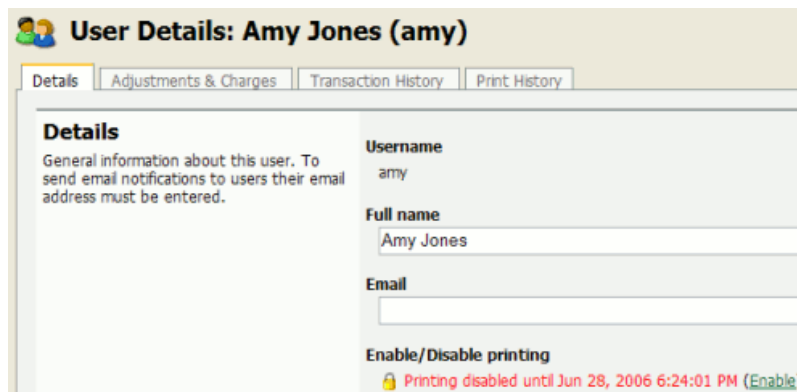 User Details: Amy Jones (amy)
Details Adjustments & Charges Transaction History Print History
Details
General information about this user. To
send email notifications to users their email
address must be entered.
Username
amy
Full name
Amy Jones
Email
Enable/Disable printing
Printing disabled until Jun 28, 2006 6:24:01 PM (Enable